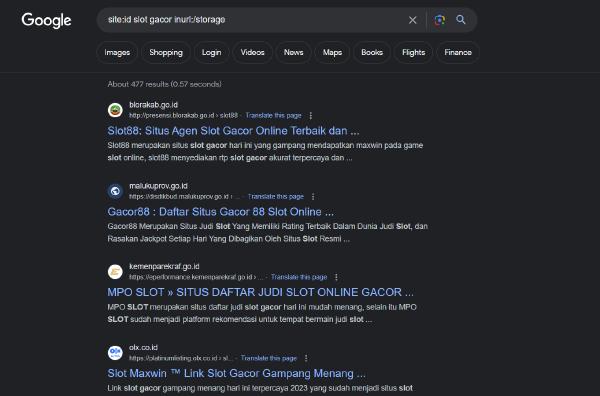 Google
site:id slot gacor inurl:/storage
Images
Shopping
Login
Videos
News
Maps
Books
Flights
Finance
About 477 results (0.57 seconds)
blorakab.go.id
http://presensi.blorakab.go.id › slot88 · Translate this page
Slot88: Situs Agen Slot Gacor Online Terbaik dan ...
Slot88 merupakan situs slot gacor hari ini yang gampang mendapatkan maxwin pada game
slot online, slot88 menyediakan rtp slot gacor akurat terpercaya dan ...
malukuprov.go.id
https://disdikbud.malukuprov.go.id › ... · Translate this page
Gacor88 : Daftar Situs Gacor 88 Slot Online ...
Gacor88 Merupakan Situs Judi Slot Yang Memiliki Rating Terbaik Dalam Dunia Judi Slot, dan
Rasakan Jackpot Setiap Hari Yang Dibagikan Oleh Situs Slot Resmi ...
kemenparekraf.go.id
https://eperformance.kemenparekraf.go.id › ... · Translate this page
MPO SLOT » SITUS DAFTAR JUDI SLOT ONLINE GACOR ...
MPO SLOT merupakan situs daftar judi slot gacor hari ini mudah menang, selain itu MPO
SLOT sudah menjadi platform rekomendasi untuk tempat bermain judi slot ...
olx.co.id
https://platinumlisting.olx.co.id › sl... · Translate this page
Slot Maxwin ™ Link Slot Gacor Gampang Menang ...
Link slot gacor gampang menang hari ini terpercaya 2023 yang sudah menjadi situs slot